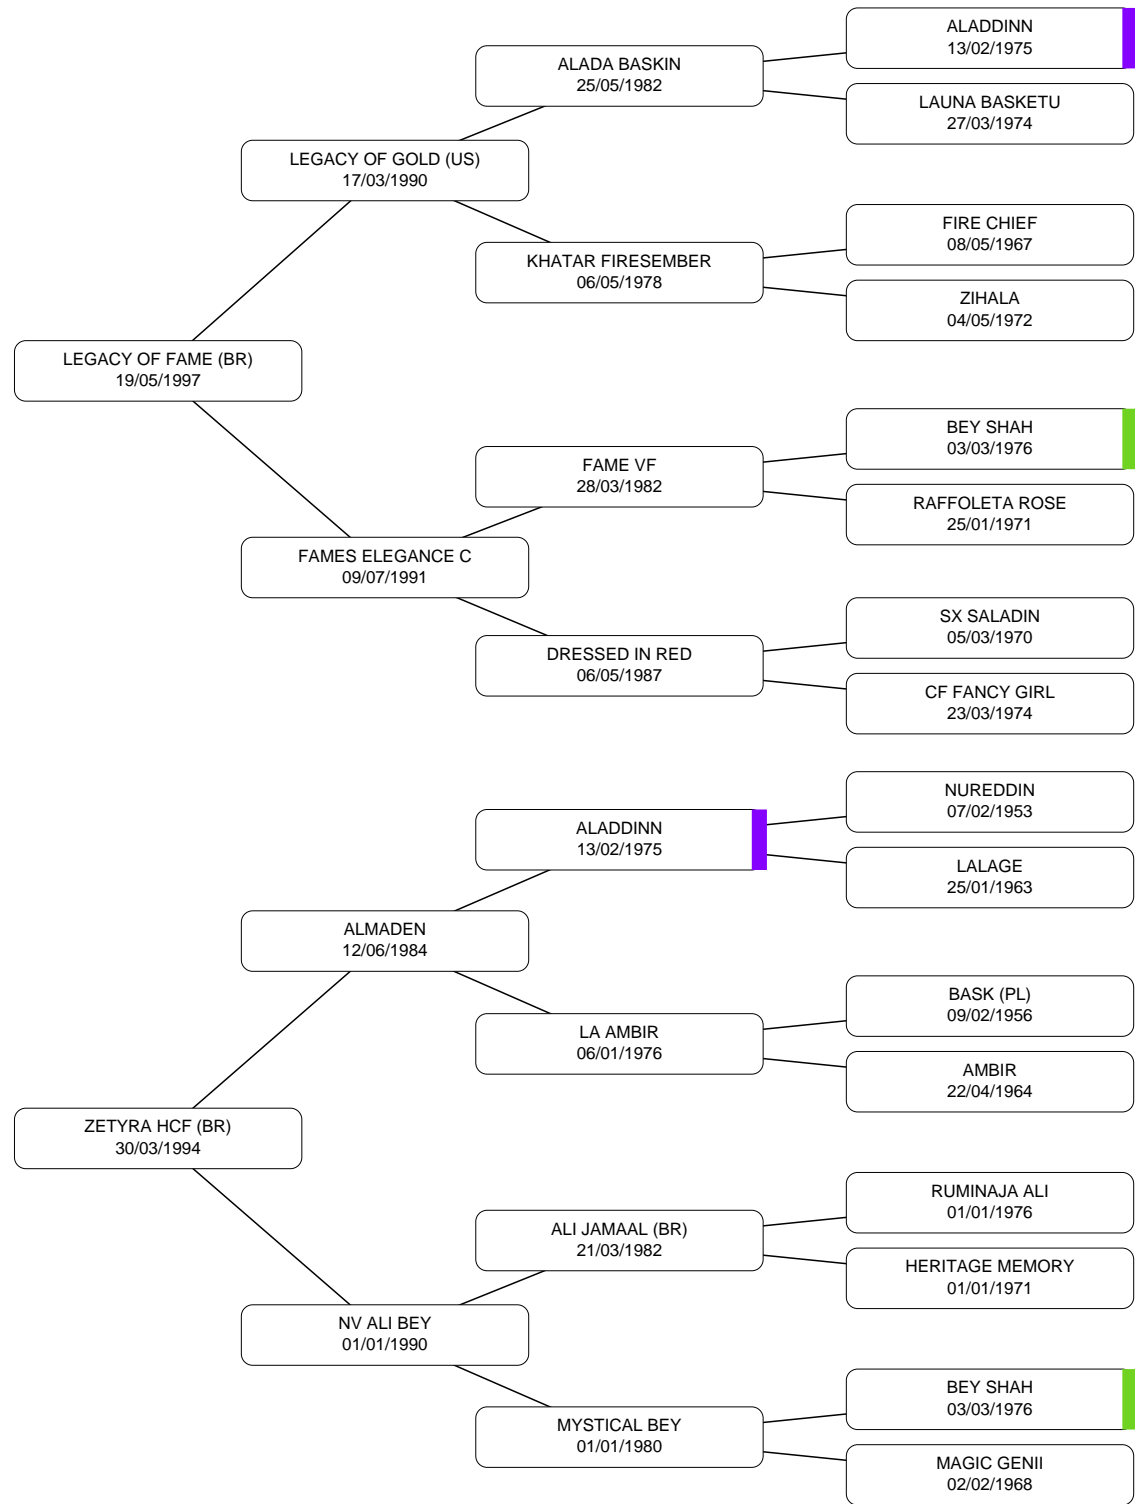 ALADDINN
13/02/1975
ALADA BASKIN
25/05/1982
LAUNA BASKETU
27/03/1974
LEGACY OF GOLD (US)
17/03/1990
FIRE CHIEF
08/05/1967
KHATAR FIRESEMBER
06/05/1978
ZIHALA
04/05/1972
LEGACY OF FAME (BR)
19/05/1997
BEY SHAH
03/03/1976
FAME VF
28/03/1982
RAFFOLETA ROSE
25/01/1971
FAMES ELEGANCE C
09/07/1991
SX SALADIN
05/03/1970
DRESSED IN RED
06/05/1987
CF FANCY GIRL
23/03/1974
NUREDDIN
07/02/1953
ALADDINN
13/02/1975
LALAGE
25/01/1963
ALMADEN
12/06/1984
BASK (PL)
09/02/1956
LA AMBIR
06/01/1976
AMBIR
22/04/1964
ZETYRA HCF (BR)
30/03/1994
RUMINAJA ALI
01/01/1976
ALI JAMAAL (BR)
21/03/1982
HERITAGE MEMORY
01/01/1971
NV ALI BEY
01/01/1990
BEY SHAH
03/03/1976
MYSTICAL BEY
01/01/1980
MAGIC GENII
02/02/1968